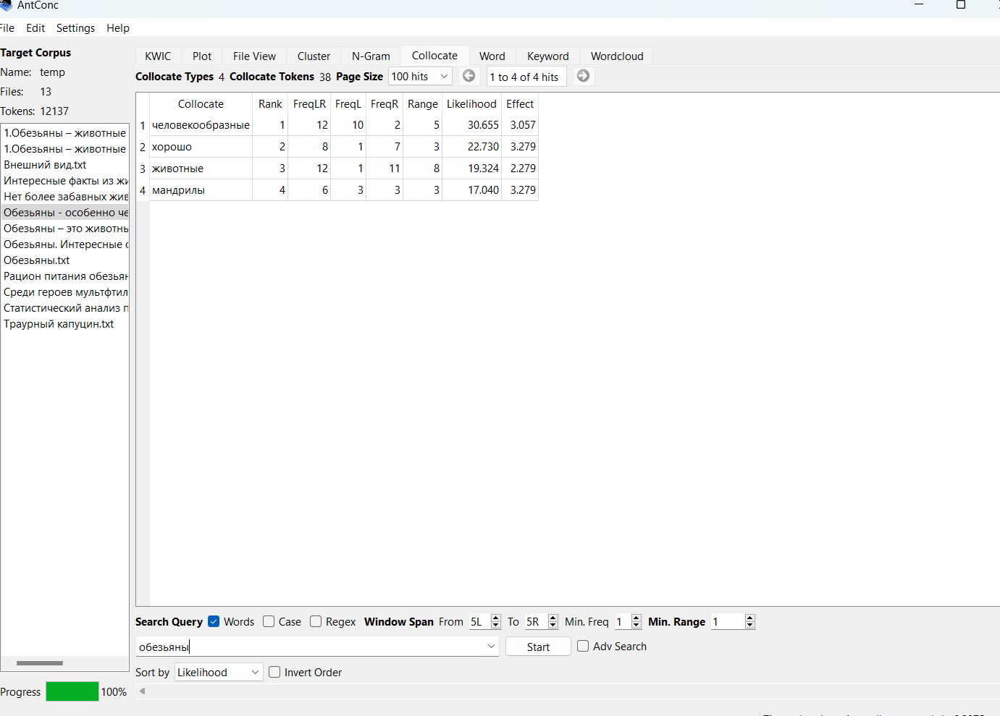 AntConc
File Edit Settings Help
Target Corpus
Name: temp
Files: 13
Tokens: 12137
1.Обезьяны – животные
1.Обезьяны – животные
Внешний вид.txt
Интересные факты из жи
Нет более забавных жив
Обезьяны - особенно че
Обезьяны – это животнь
Обезьяны. Интересные
Обезьяны.txt
Рацион питания обезьян
Среди героев мультфтил
Статистический анализ п
Траурный капуцин.txt
Progress 100%
KWIC Plot File View Cluster N-Gram Collocate Word Keyword Wordcloud
Collocate Types 4 Collocate Tokens 38 Page Size 100 hits 1 to 4 of 4 hits
Collocate Rank FreqLR FreqL FreqR Range Likelihood Effect
1 человекообразные 1 12 10 2 5 30.655 3.057
2 хорошо 2 8 1 7 3 22.730 3.279
3 животные 3 12 1 11 8 19.324 2.279
4 мандрилы 4 6 3 3 3 17.040 3.279
Search Query Words Case Regex Window Span From 5L To 5R Min. Freq 1 Min. Range 1
обезьяны Start Adv Search
Sort by Likelihood Invert Order